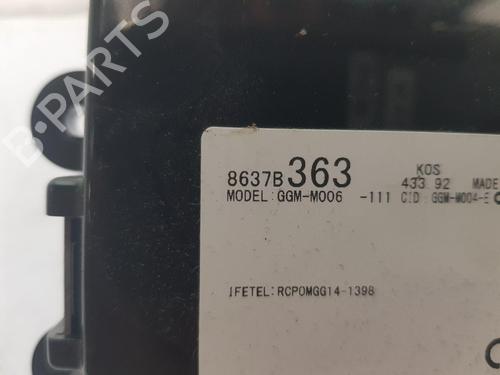 B-PARTS
8637B363 KOS
433.92 MADE
MODEL:GGM-M006 -111 CID:GGM-M004-E
IFETEL:RCPOMGG14-1398